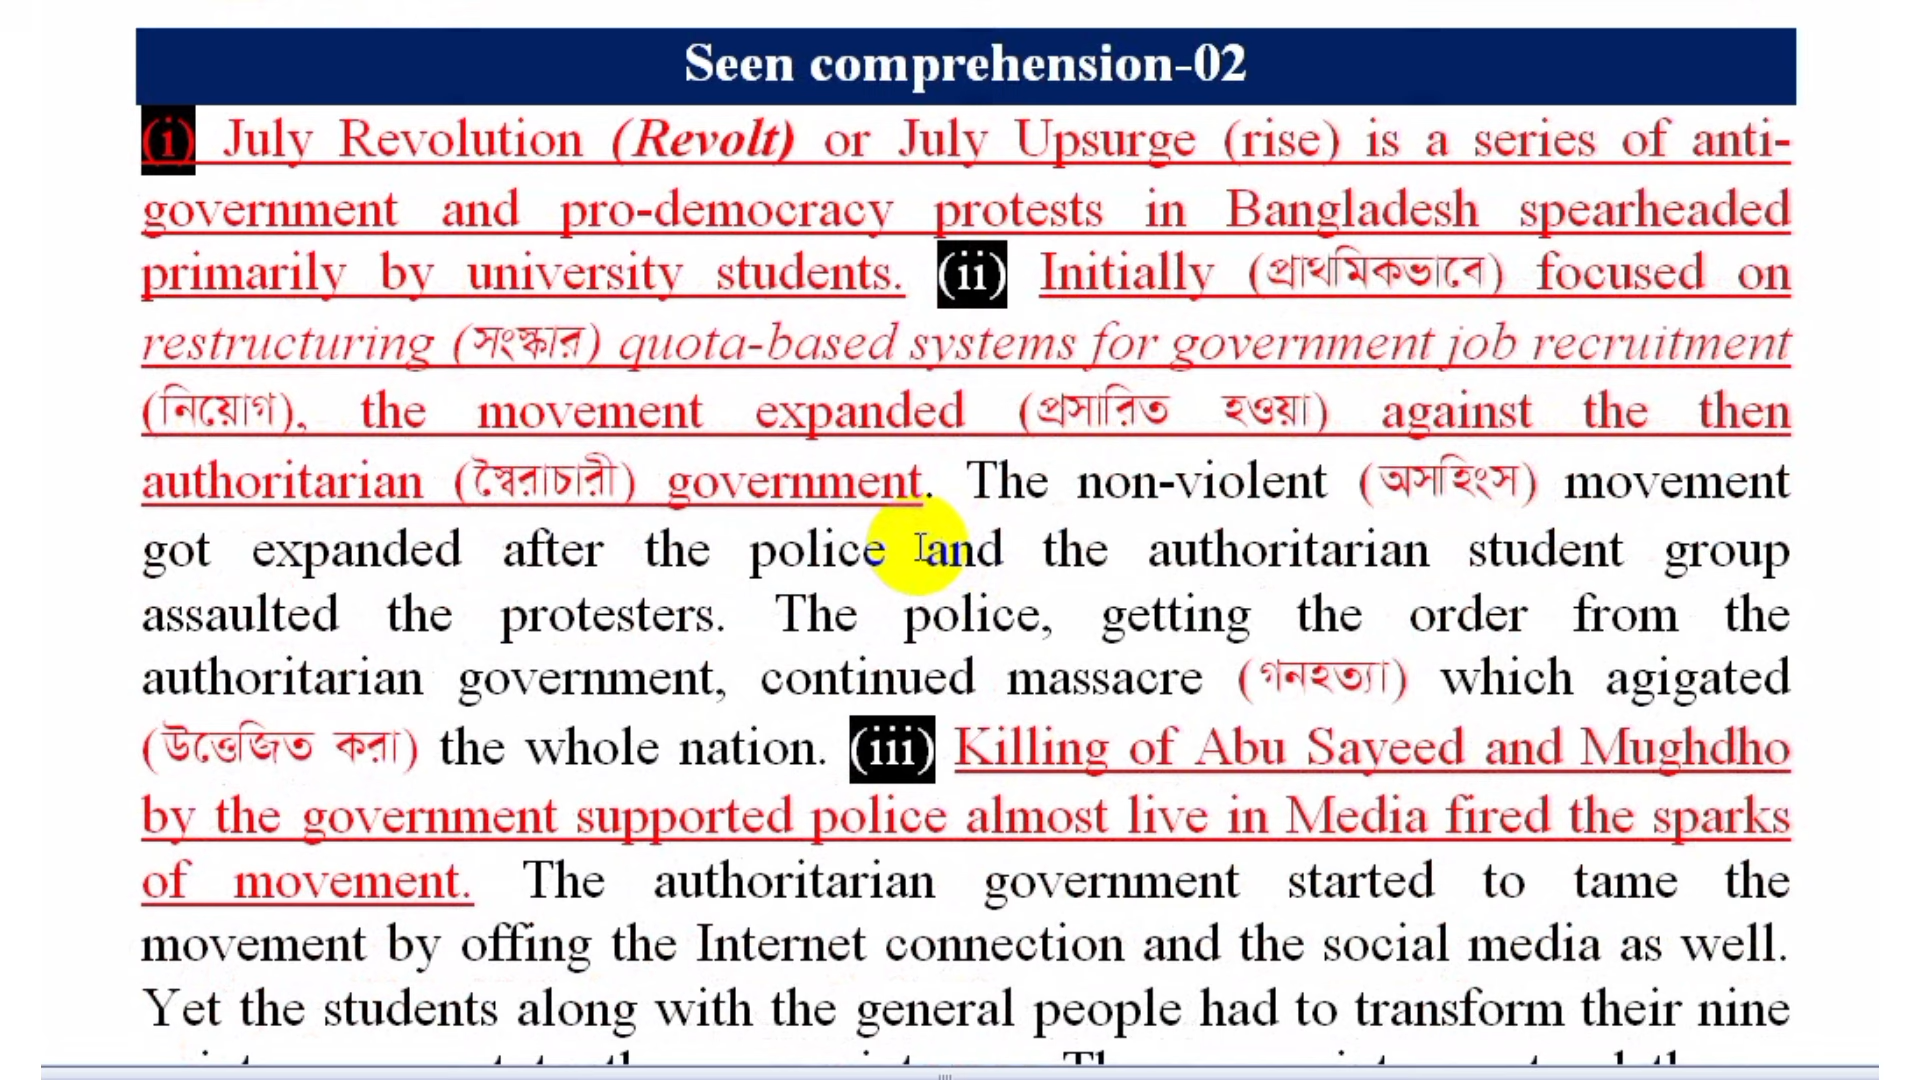 Seen comprehension-02
(i) July Revolution (Revolt) or July Upsurge (rise) is a series of anti-
government and pro-democracy protests in Bangladesh spearheaded
primarily by university students. (ii) Initially (প্রাথমিকভাবে) focused on
restructuring (সংস্কার) quota-based systems for government job recruitment
(নিয়োগ), the movement expanded (প্রসারিত হওয়া) against the then
authoritarian (স্বৈরাচারী) government. The non-violent (অসহিংস) movement
got expanded after the police and the authoritarian student group
assaulted the protesters. The police, getting the order from the
authoritarian government, continued massacre (গনহত্যা) which agigated
(উত্তেজিত করা) the whole nation. (iii) Killing of Abu Sayeed and Mughdho
by the government supported police almost live in Media fired the sparks
of movement. The authoritarian government started to tame the
movement by offing the Internet connection and the social media as well.
Yet the students along with the general people had to transform their nine